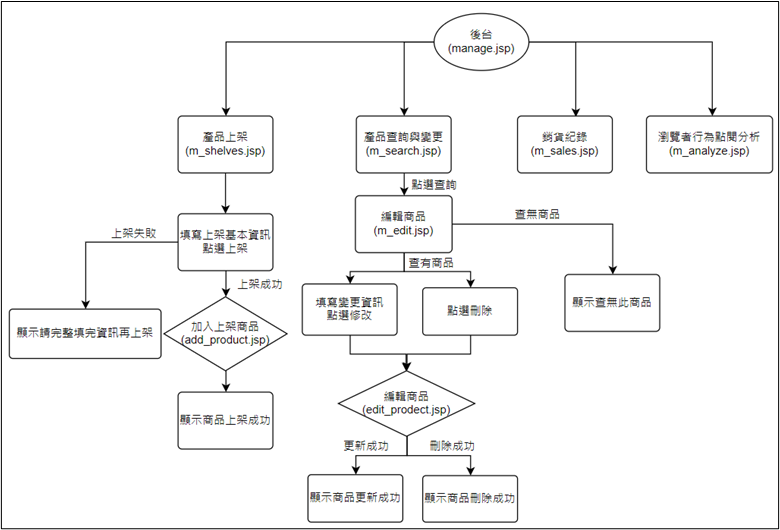 後台
(manage.jsp)
產品上架
(m_shelves.jsp)
產品查詢與變更
(m_search.jsp)
銷貨紀錄
(m_sales.jsp)
瀏覽者行為點閱分析
(m_analyze.jsp)
點選查詢
上架失敗
填寫上架基本資訊
點選上架
編輯商品
(m_edit.jsp)
查無商品
查有商品
上架成功
顯示請完整填完資訊再上架
加入上架商品
(add_product.jsp)
填寫變更資訊
點選修改
點選刪除
顯示查無此商品
顯示商品上架成功
編輯商品
(edit_prodect.jsp)
更新成功
刪除成功
顯示商品更新成功
顯示商品刪除成功